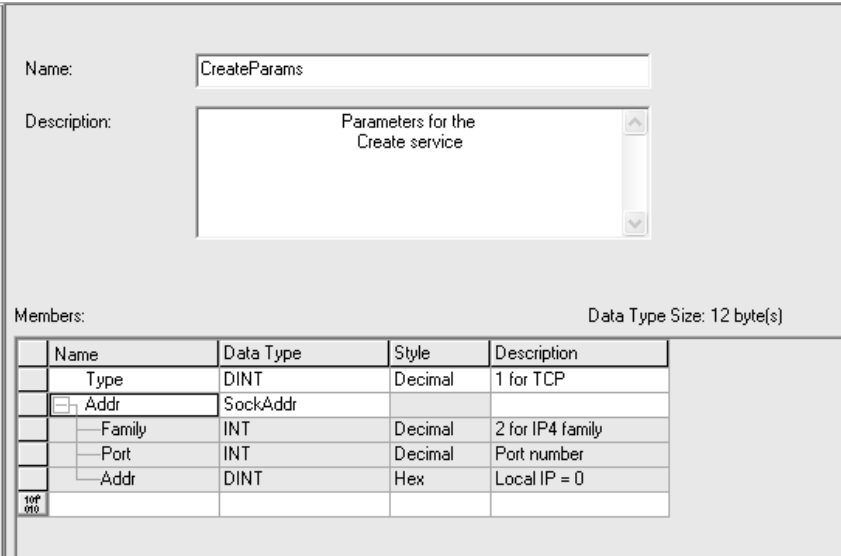 Name:
CreateParams
Description:
Parameters for the
Create service
Members:
Data Type Size: 12 byte(s)
Name Data Type Style Description
Type DINT Decimal 1 for TCP
Addr SockAddr
Family INT Decimal 2 for IP4 family
Port INT Decimal Port number
Addr DINT Hex Local IP = 0